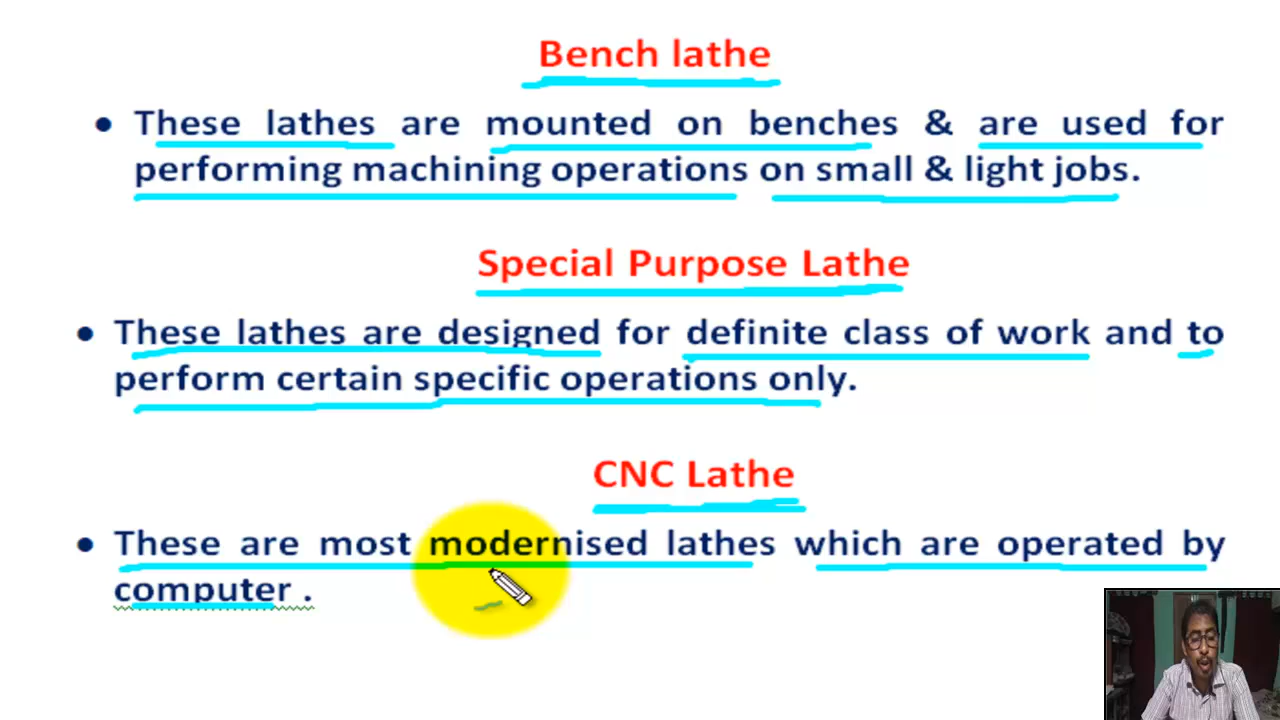 Bench lathe
• These lathes are mounted on benches & are used for
performing machining operations on small & light jobs.
Special Purpose Lathe
• These lathes are designed for definite class of work and to
perform certain specific operations only.
CNC Lathe
• These are most modernised lathes which are operated by
computer .